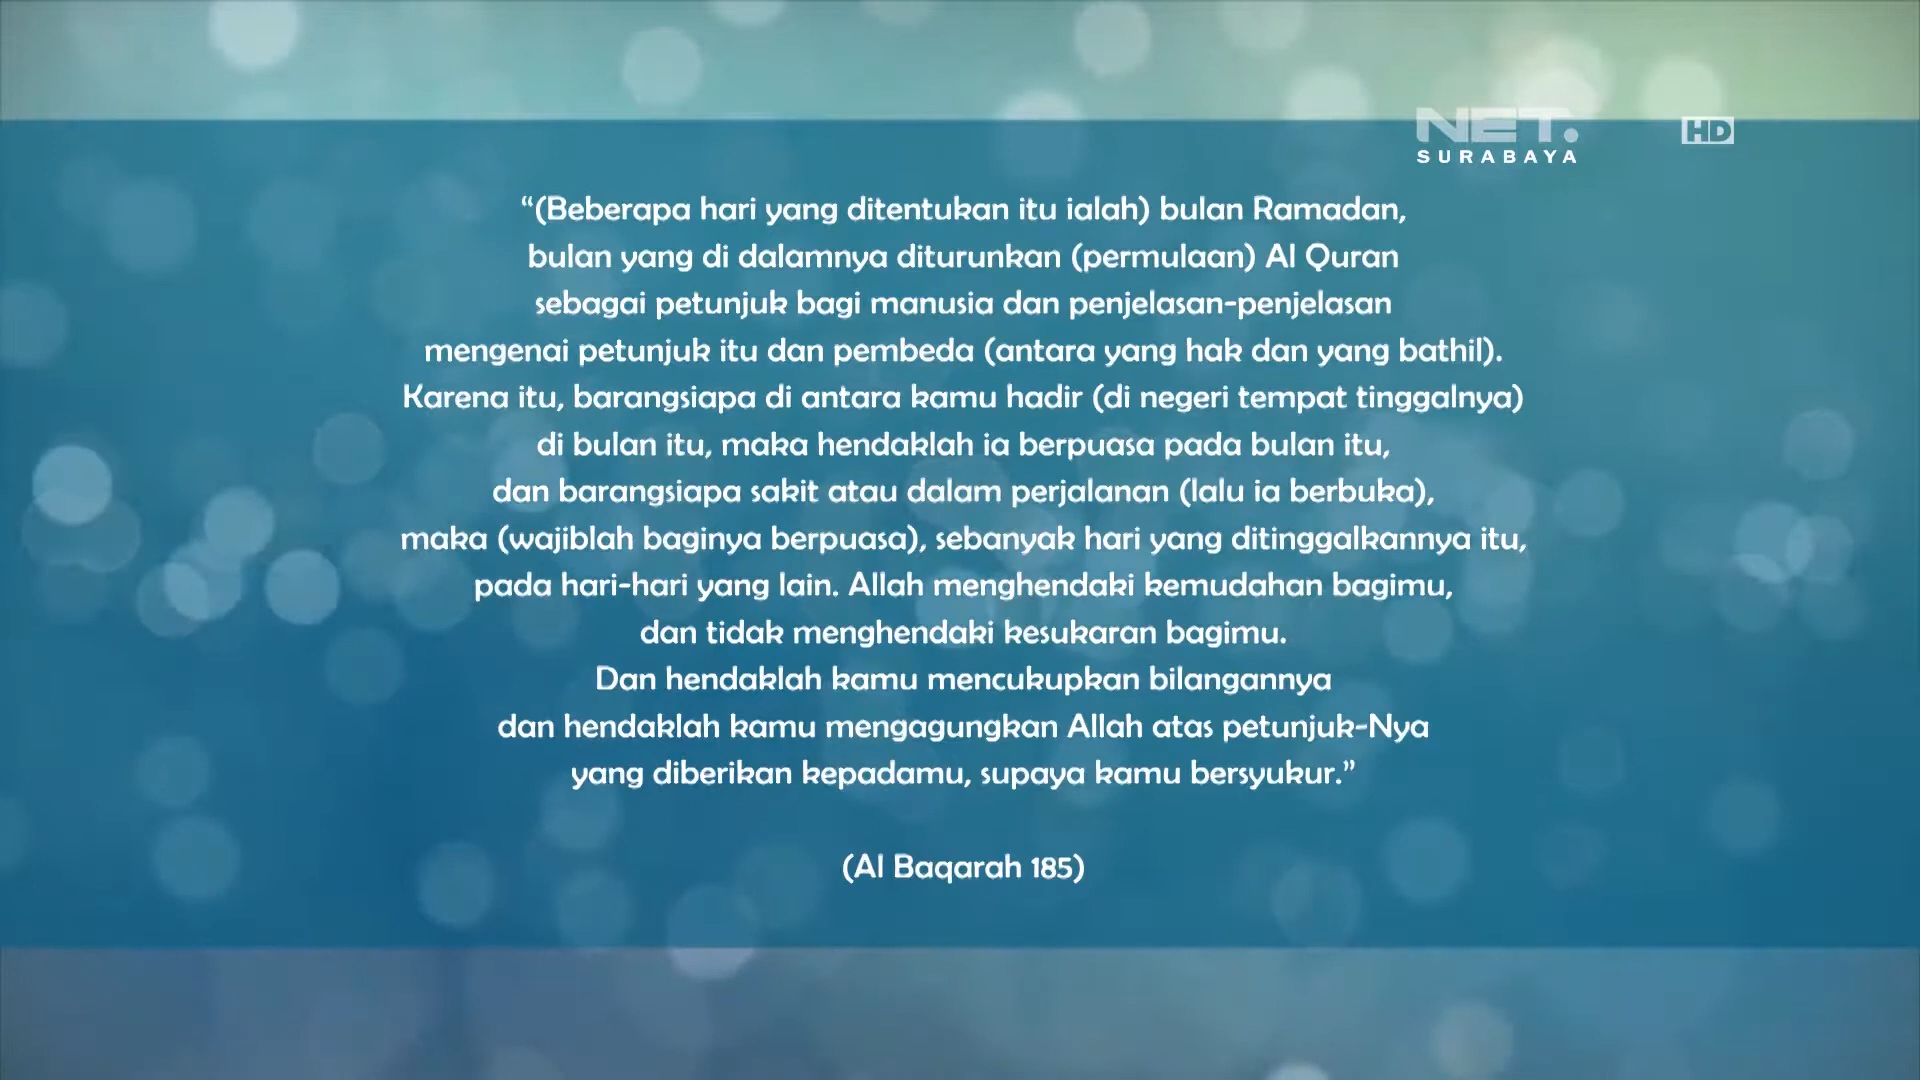 NET.
HD
SURABAYA
“(Beberapa hari yang ditentukan itu ialah) bulan Ramadan,
bulan yang di dalamnya diturunkan (permulaan) Al Quran
sebagai petunjuk bagi manusia dan penjelasan-penjelasan
mengenai petunjuk itu dan pembeda (antara yang hak dan yang bathil).
Karena itu, barangsiapa di antara kamu hadir (di negeri tempat tinggalnya)
di bulan itu, maka hendaklah ia berpuasa pada bulan itu,
dan barangsiapa sakit atau dalam perjalanan (lalu ia berbuka),
maka (wajiblah baginya berpuasa), sebanyak hari yang ditinggalkannya itu,
pada hari-hari yang lain. Allah menghendaki kemudahan bagimu,
dan tidak menghendaki kesukaran bagimu.
Dan hendaklah kamu mencukupkan bilangannya
dan hendaklah kamu mengagungkan Allah atas petunjuk-Nya
yang diberikan kepadamu, supaya kamu bersyukur.”
(Al Baqarah 185)